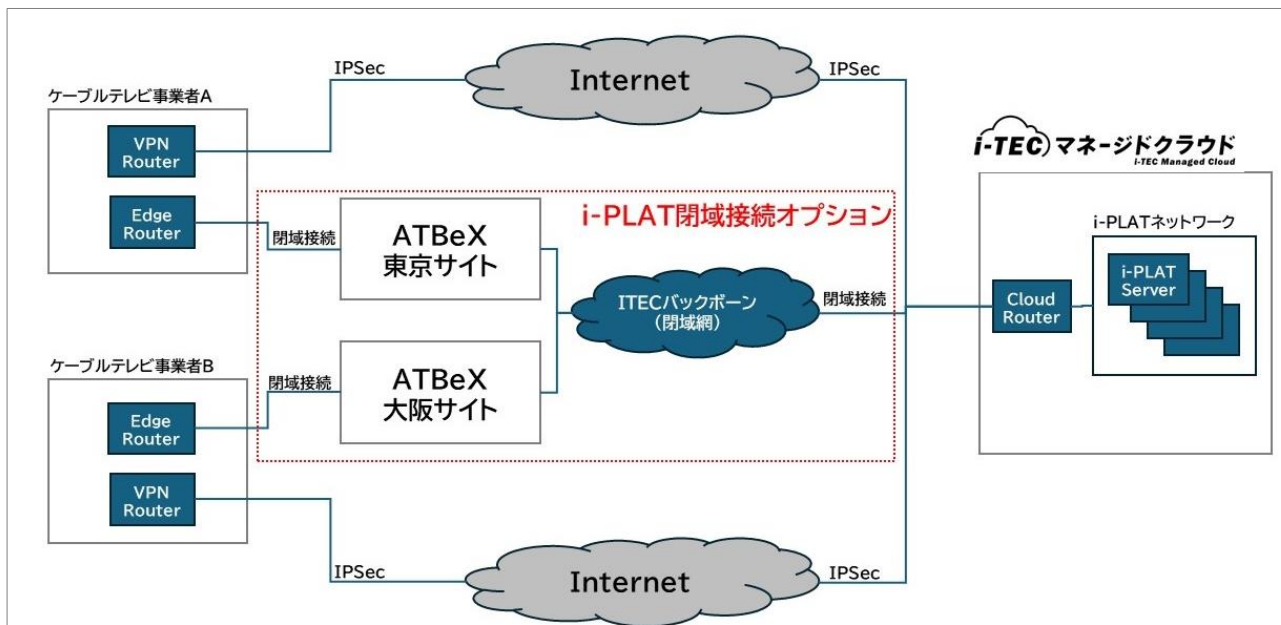 IPSec
Internet
IPSec
ケーブルテレビ事業者A
VPN
Router
Edge
Router
閉域接続
ATBeX
東京サイト
i-PLAT閉域接続オプション
ITECバックボーン
（閉域網）
閉域接続
i-TEC マネージドクラウド
i-TEC Managed Cloud
i-PLATネットワーク
Cloud
Router
i-PLAT
Server
ケーブルテレビ事業者B
Edge
Router
VPN
Router
閉域接続
ATBeX
大阪サイト
IPSec
Internet
IPSec